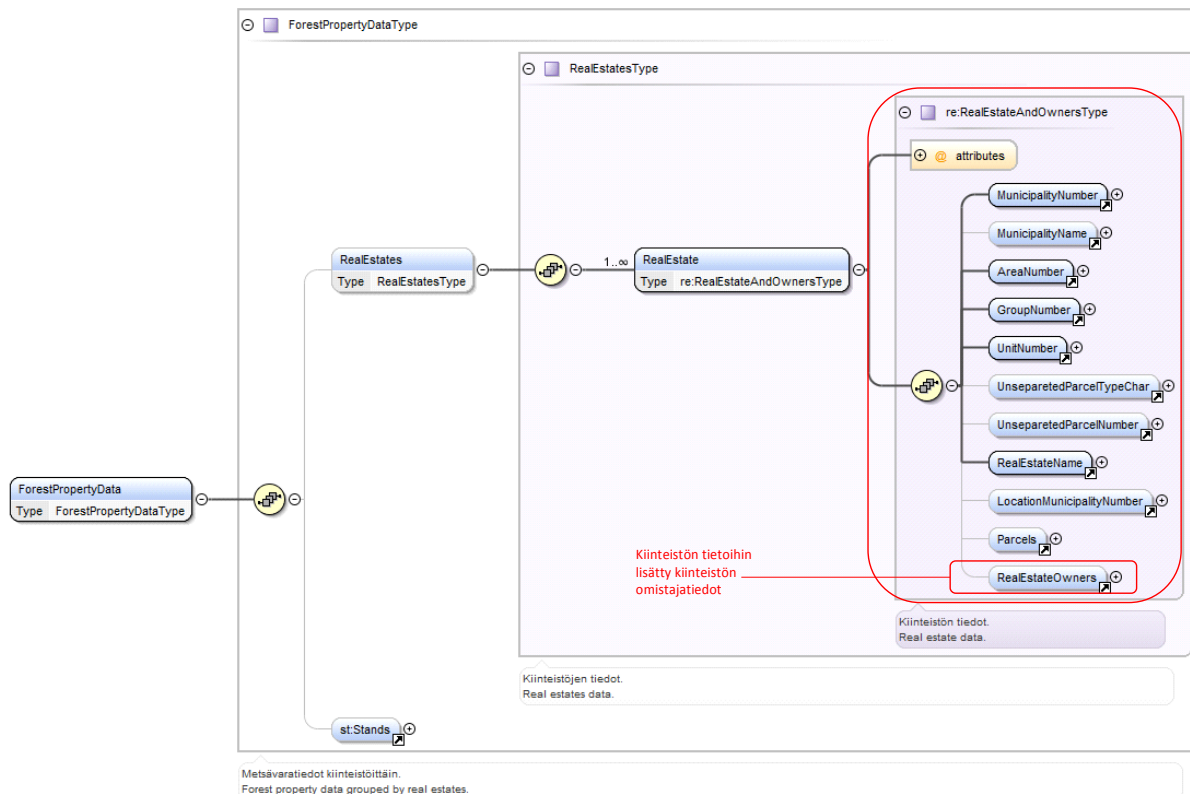 ForestPropertyDataType
RealEstatesType
re:RealEstateAndOwnersType
@ attributes
MunicipalityNumber
MunicipalityName
AreaNumber
GroupNumber
UnitNumber
UnseparetedParcelTypeChar
UnseparetedParcelNumber
RealEstateName
LocationMunicipalityNumber
Parcels
RealEstateOwners
RealEstates
Type RealEstatesType
1..∞
RealEstate
Type re:RealEstateAndOwnersType
ForestPropertyData
Type ForestPropertyDataType
Kiinteistön tietoihin
lisätty kiinteistön
omistajatiedot
Kiinteistön tiedot.
Real estate data.
Kiinteistöjen tiedot.
Real estates data.
st:Stands
Metsävaratiedot kiinteistöittäin.
Forest property data grouped by real estates.